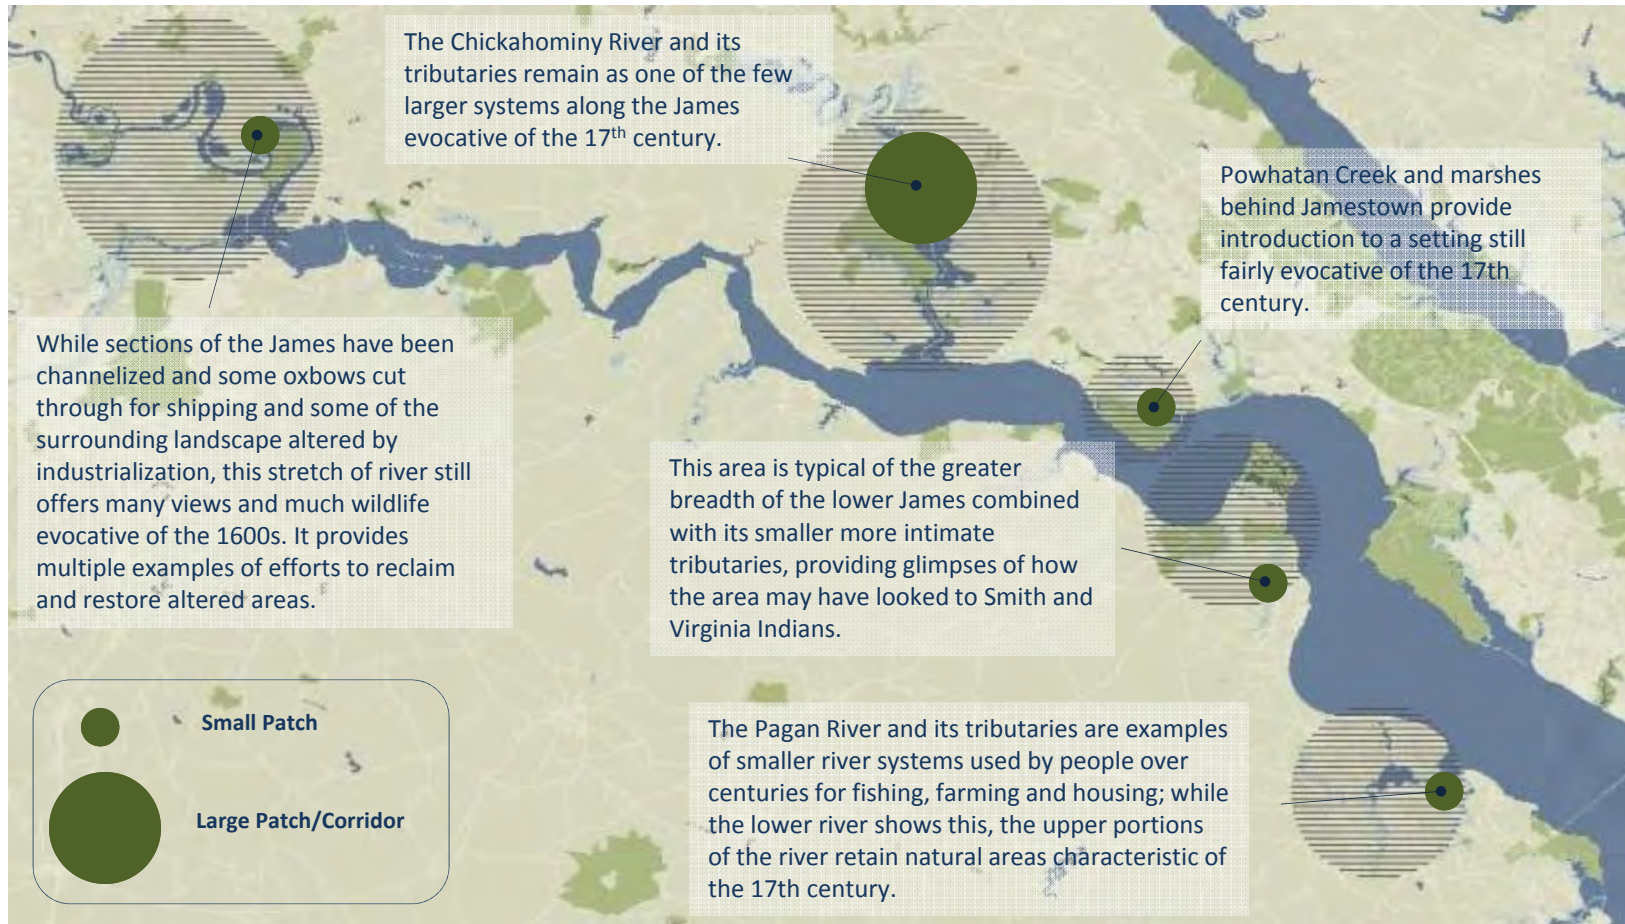 The Chickahominy River and its
tributaries remain as one of the few
larger systems along the James
evocative of the 17th century.
Powhatan Creek and marshes
behind Jamestown provide
introduction to a setting still
fairly evocative of the 17th
century.
While sections of the James have been
channelized and some oxbows cut
through for shipping and some of the
surrounding landscape altered by
industrialization, this stretch of river still
offers many views and much wildlife
evocative of the 1600s. It provides
multiple examples of efforts to reclaim
and restore altered areas.
This area is typical of the greater
breadth of the lower James combined
with its smaller more intimate
tributaries, providing glimpses of how
the area may have looked to Smith and
Virginia Indians.
The Pagan River and its tributaries are examples
of smaller river systems used by people over
centuries for fishing, farming and housing; while
the lower river shows this, the upper portions
of the river retain natural areas characteristic of
the 17th century.
Small Patch
Large Patch/Corridor